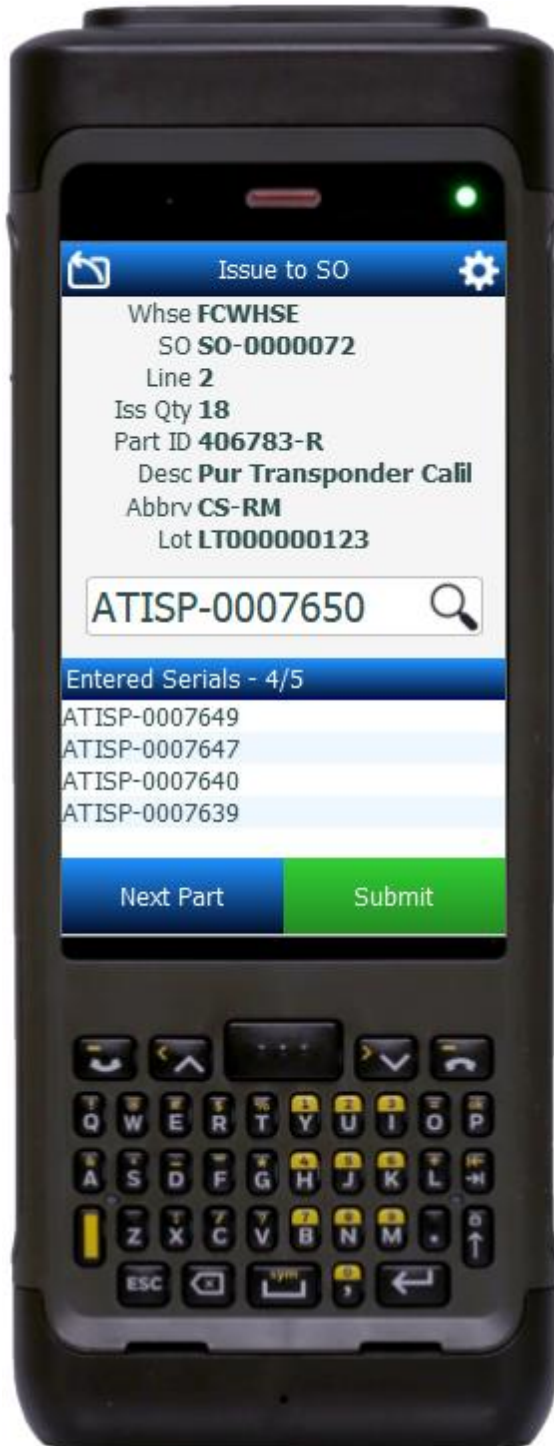 Issue to SO
Whse FCWHSE
SO SO-0000072
Line 2
Iss Qty 18
Part ID 406783-R
Desc Pur Transponder Calil
Abbrv CS-RM
Lot LT000000123
ATISP-0007650
Entered Serials - 4/5
ATISP-0007649
ATISP-0007647
ATISP-0007640
ATISP-0007639
Next Part Submit
Q W E R T Y U I O P
A S D F G H J K L
Z X C V B N M .
ESC sym ,